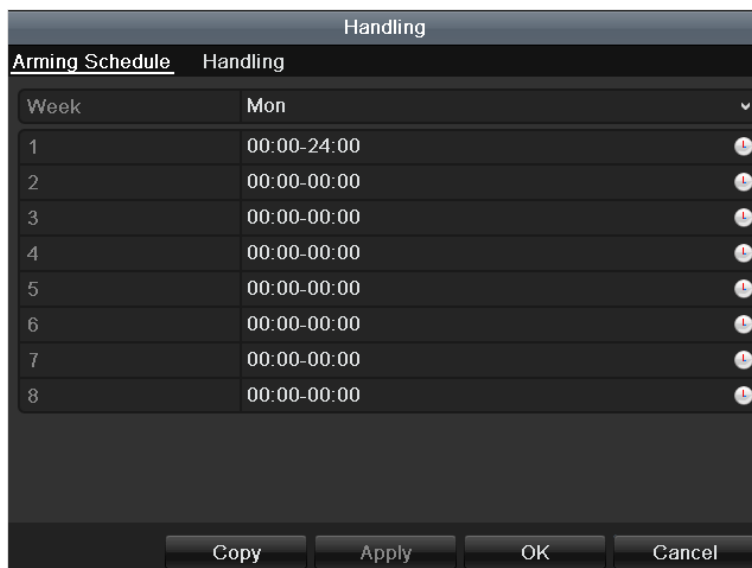 Handling
Arming Schedule Handling
Week Mon
1 00:00-24:00
2 00:00-00:00
3 00:00-00:00
4 00:00-00:00
5 00:00-00:00
6 00:00-00:00
7 00:00-00:00
8 00:00-00:00
Copy Apply OK Cancel